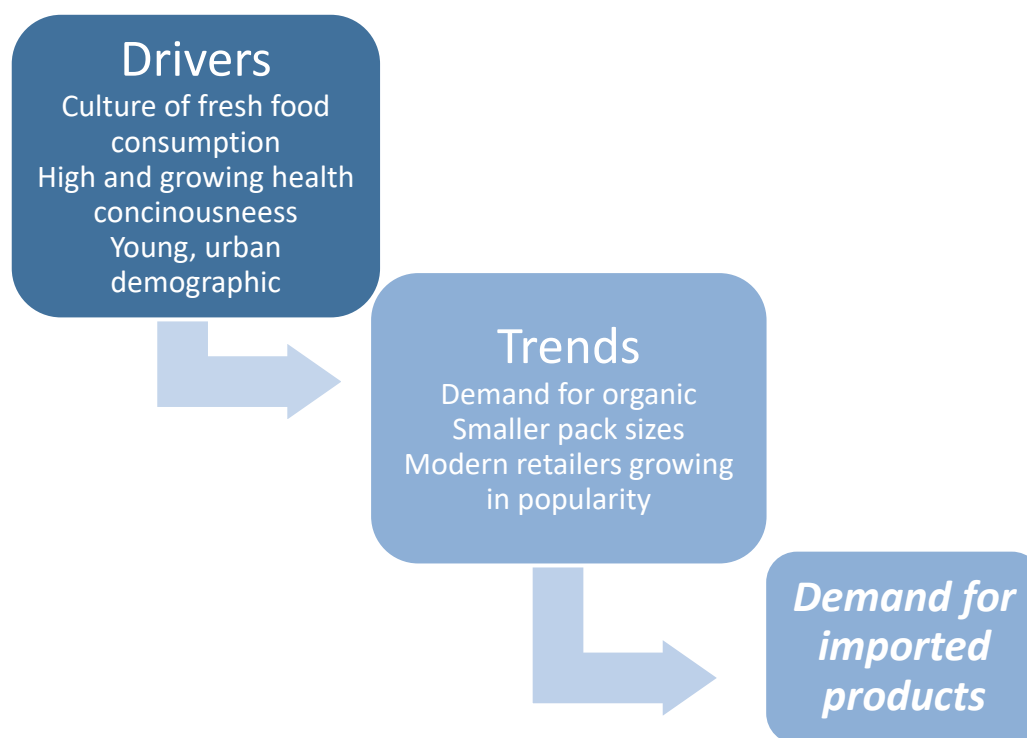 Drivers
Culture of fresh food
consumption
High and growing health
concinousneess
Young, urban
demographic
Trends
Demand for organic
Smaller pack sizes
Modern retailers growing
in popularity
Demand for
imported
products